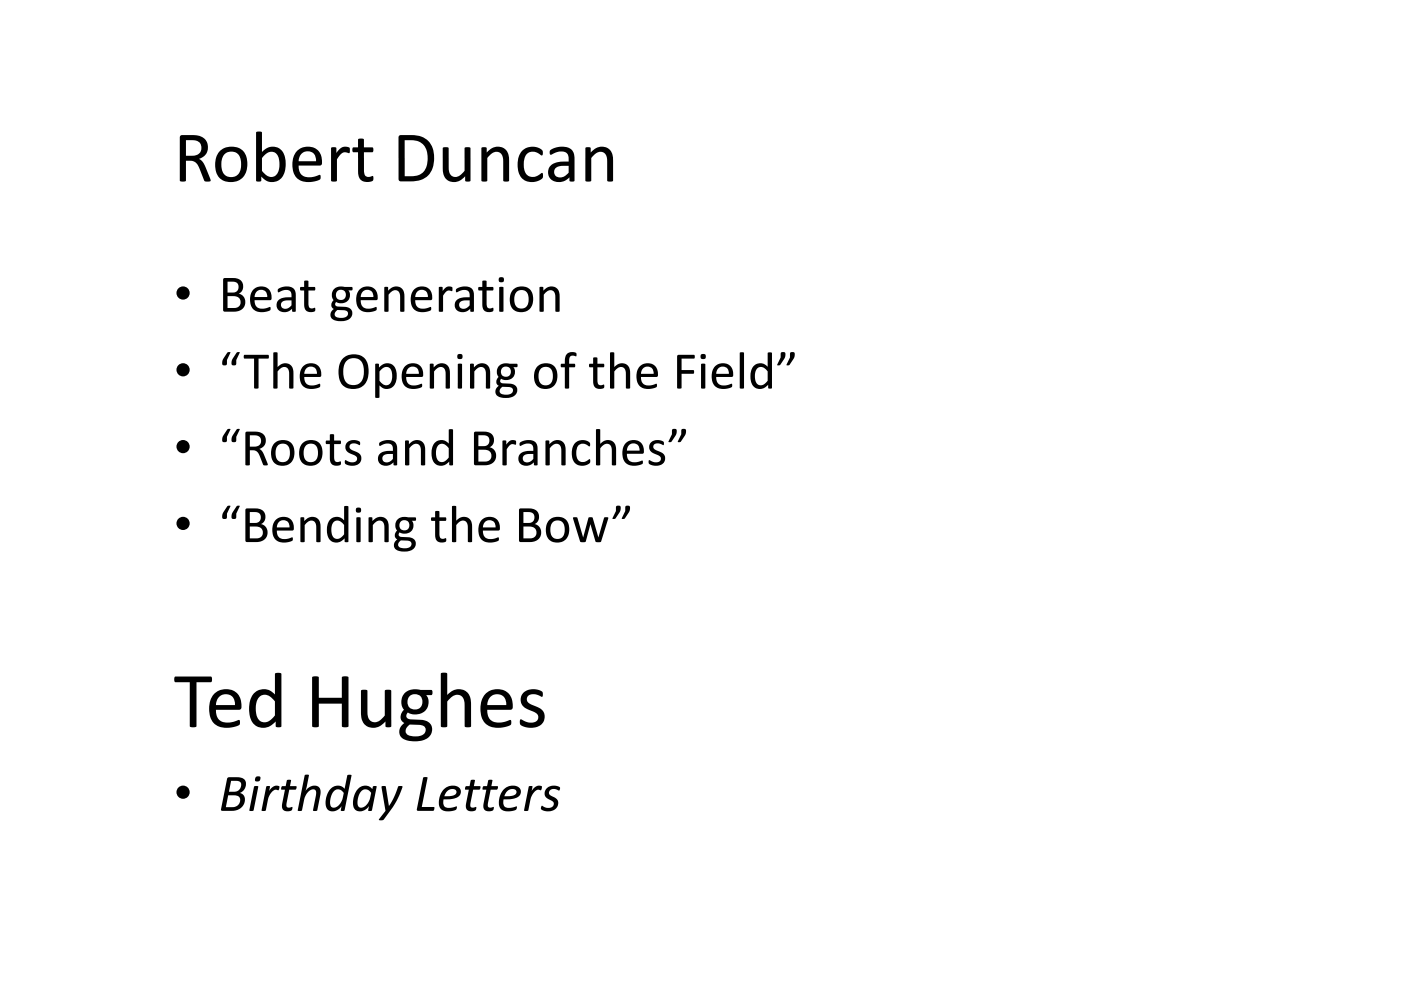 Robert Duncan
• Beat generation
• “The Opening of the Field”
• “Roots and Branches”
• “Bending the Bow”
Ted Hughes
• Birthday Letters